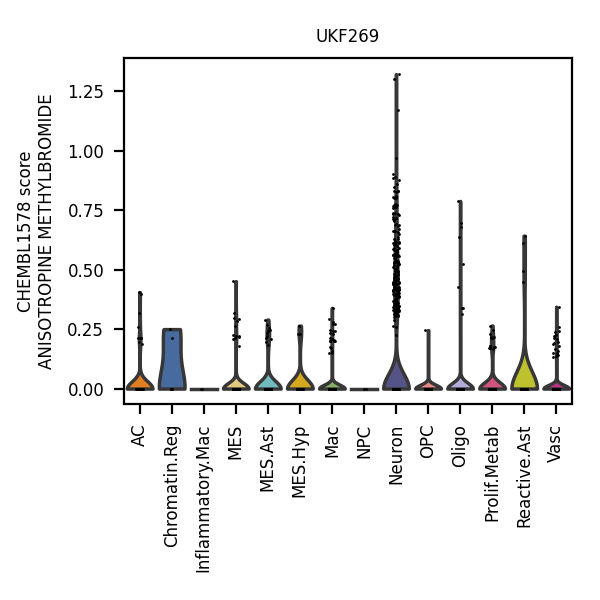 UKF269
CHEMBL1578 score
ANISOTROPINE METHYLBROMIDE
1.25
1.00
0.75
0.50
0.25
0.00
AC
Chromatin.Reg
Inflammatory.Mac
MES
MES.Ast
MES.Hyp
Mac
NPC
Neuron
OPC
Oligo
Prolif.Metab
Reactive.Ast
Vasc